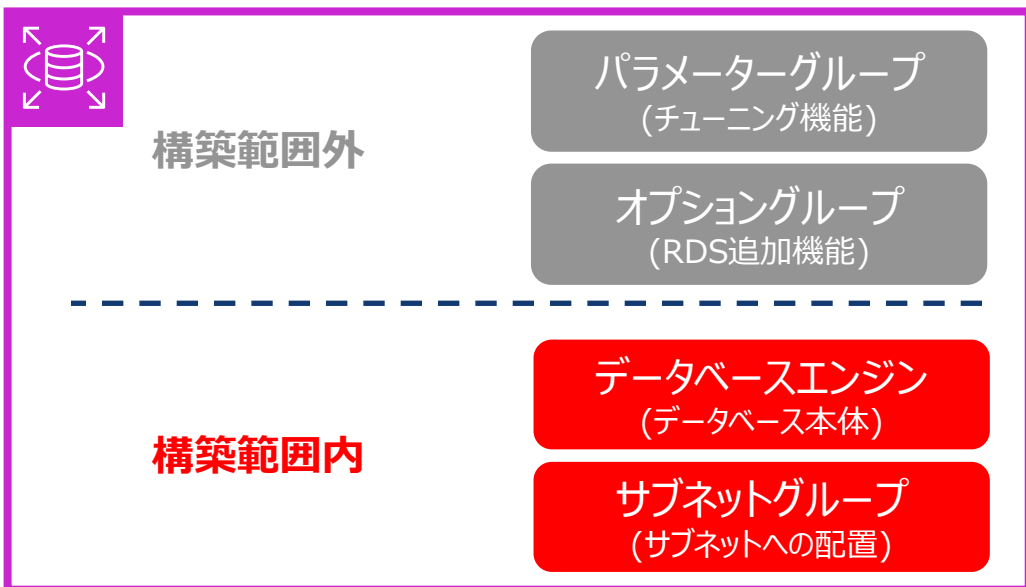 構築範囲外
パラメーターグループ
(チューニング機能)
オプショングループ
(RDS追加機能)
構築範囲内
データベースエンジン
(データベース本体)
サブネットグループ
(サブネットへの配置)